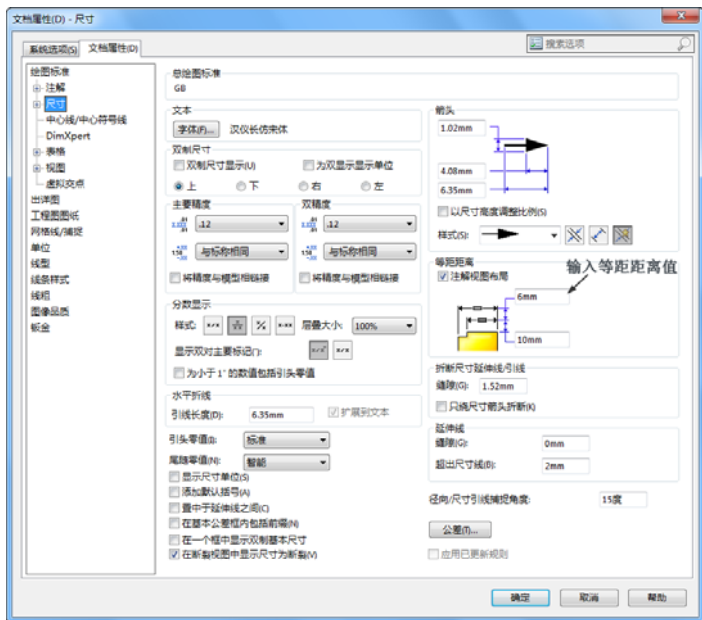 文档属性(D) - 尺寸
系统选项(S) 文档属性(D)
搜索选项
绘图标准
注解
尺寸
中心线/中心符号线
DimXpert
表格
视图
虚拟交点
出详图
工程图图纸
网格线/捕捉
单位
线型
线条样式
线粗
图像品质
钣金
总绘图标准
GB
文本
字体(F)... 汉仪长仿宋体
双制尺寸
双制尺寸显示(U) 为双显示显示单位
上 下 右 左
主要精度 双精度
.12 .12
与标称相同 与标称相同
将精度与模型相链接 将精度与模型相链接
分数显示
样式: 层叠大小: 100%
显示双对主要标记():
为小于 1" 的数值包括引头零值
水平折线
引线长度(D): 6.35mm 扩展到文本
引头零值(I): 标准
尾随零值(N): 智能
显示尺寸单位(S)
添加默认括号(A)
置中于延伸线之间(C)
在基本公差框内包括前缀(N)
在一个框中显示双制基本尺寸
在断裂视图中显示尺寸为断裂(V)
箭头
1.02mm
4.08mm
6.35mm
以尺寸高度调整比例(S)
样式(S):
等距距离
注解视图布局
输入等距距离值
6mm
10mm
折断尺寸延伸线/引线
缝隙(G): 1.52mm
只绕尺寸箭头折断(K)
延伸线
缝隙(G): 0mm
超出尺寸线(B): 2mm
径向/尺寸引线捕捉角度: 15度
公差(T)...
应用已更新规则
确定 取消 帮助